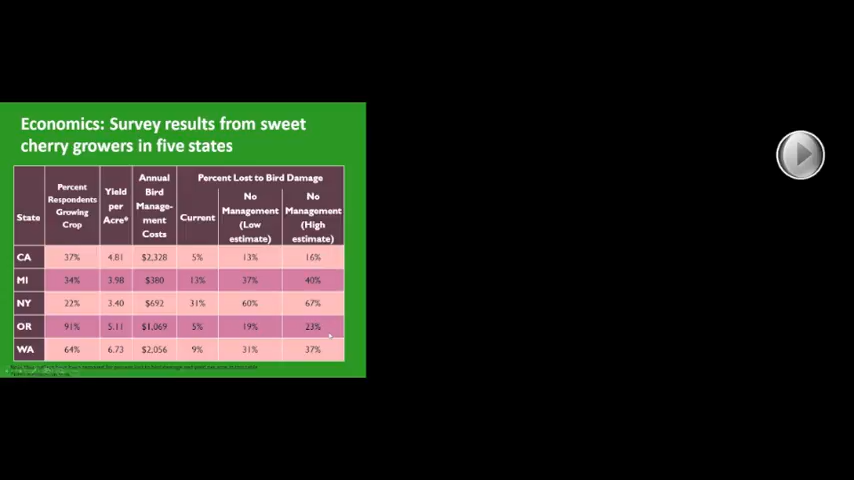 Economics: Survey results from sweet
cherry growers in five states
State Percent Respondents Growing Crop Yield per Acre* Annual Bird Manage-ment Costs Percent Lost to Bird Damage
Current No Management (Low estimate) No Management (High estimate)
CA 37% 4.81 $2,328 5% 13% 16%
MI 34% 3.98 $380 13% 37% 40%
NY 22% 3.40 $692 31% 60% 67%
OR 91% 5.11 $1,069 5% 19% 23%
WA 64% 6.73 $2,056 9% 31% 37%